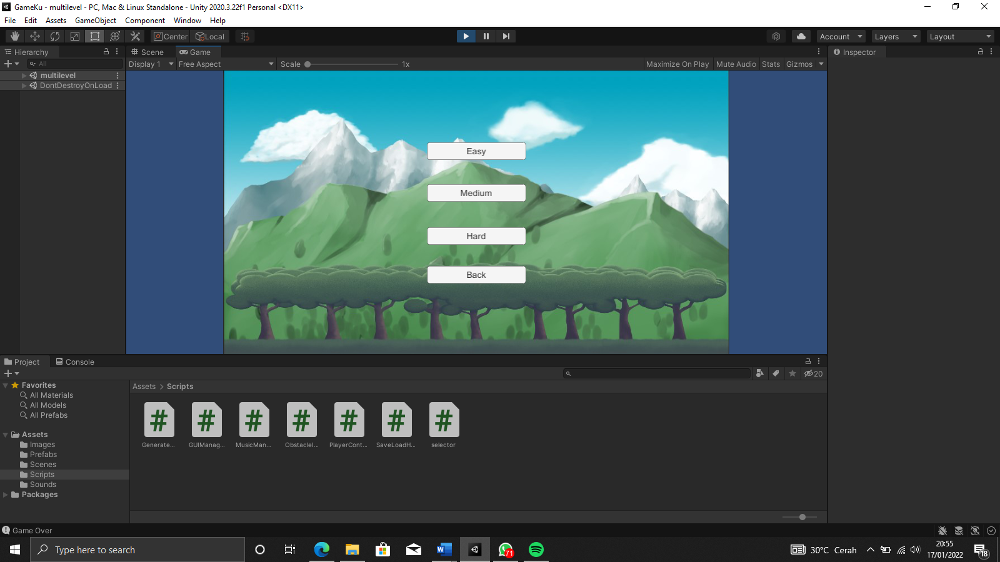 GameKu - multilevel - PC, Mac & Linux Standalone - Unity 2020.3.22f1 Personal <DX11>
File Edit Assets GameObject Component Window Help
Center Local Account Layers Layout
Hierarchy
All
multilevel
DontDestroyOnLoad
Scene Game
Display 1 Free Aspect Scale 1x Maximize On Play Mute Audio Stats Gizmos
Easy
Medium
Hard
Back
Inspector
Project Console
20
Favorites
All Materials
All Models
All Prefabs
Assets
Images
Prefabs
Scenes
Scripts
Sounds
Packages
Assets > Scripts
Generate... GUIManag... MusicMan... ObstacleI... PlayerCont... SaveLoadH... selector
Game Over
Type here to search
71
30°C Cerah
20:55
17/01/2022
18